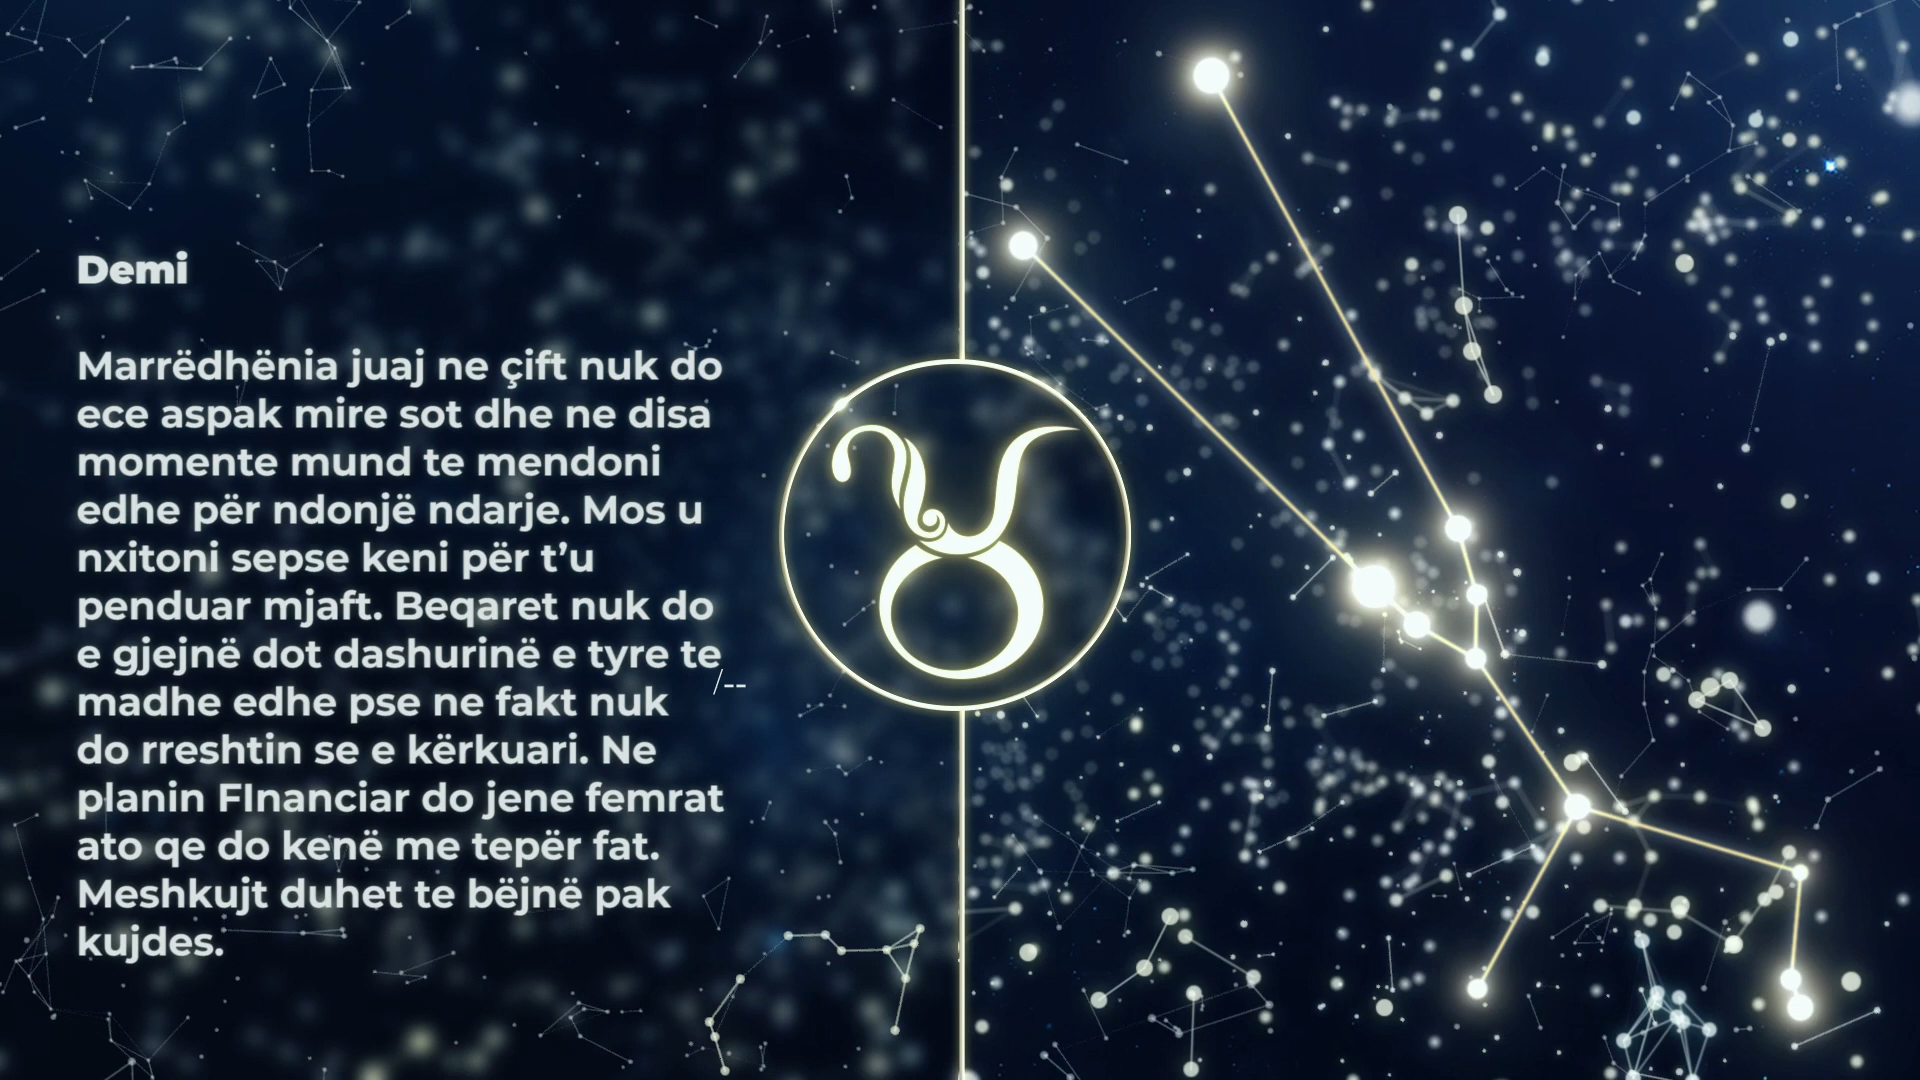 Demi
Marrëdhënia juaj ne çift nuk do
ece aspak mire sot dhe ne disa
momente mund te mendoni
edhe për ndonjë ndarje. Mos u
nxitoni sepse keni për t’u
penduar mjaft. Beqaret nuk do
e gjejnë dot dashurinë e tyre te
madhe edhe pse ne fakt nuk
do rreshtin se e kërkuari. Ne
planin FInanciar do jene femrat
ato qe do kenë me tepër fat.
Meshkujt duhet te bëjnë pak
kujdes.
/--